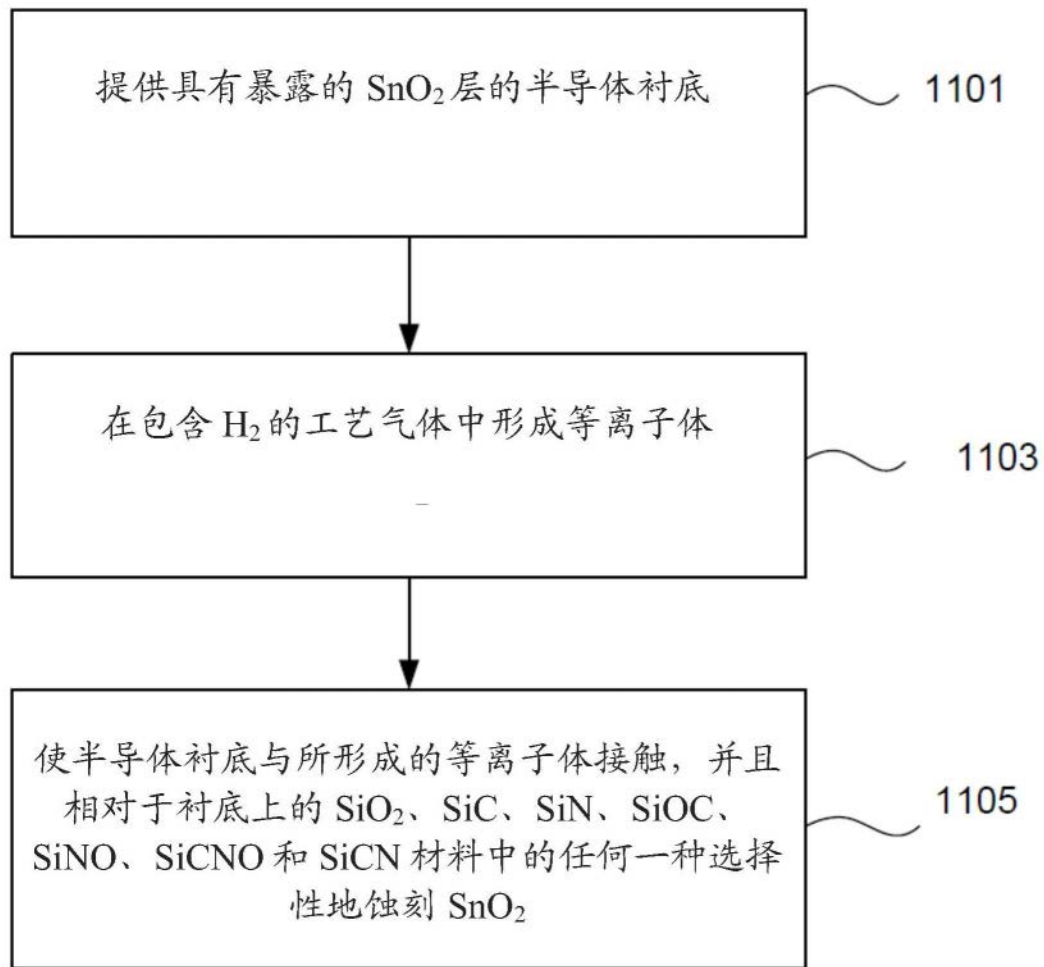 提供具有暴露的 SnO₂ 层的半导体衬底
1101
在包含 H₂ 的工艺气体中形成等离子体
1103
使半导体衬底与所形成的等离子体接触，并且
相对于衬底上的 SiO₂、SiC、SiN、SiOC、
SiNO、SiCNO 和 SiCN 材料中的任何一种选择
性地蚀刻 SnO₂
1105